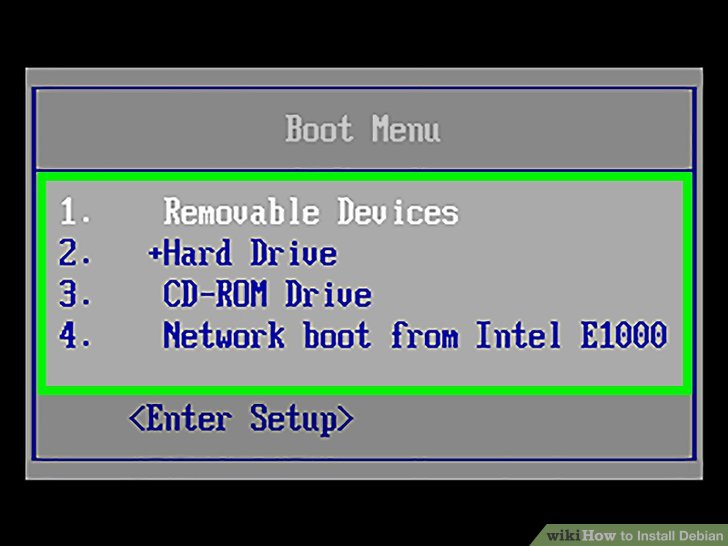 Boot Menu
1. Removable Devices
2. +Hard Drive
3. CD-ROM Drive
4. Network boot from Intel E1000
<Enter Setup>
wikiHow to Install Debian